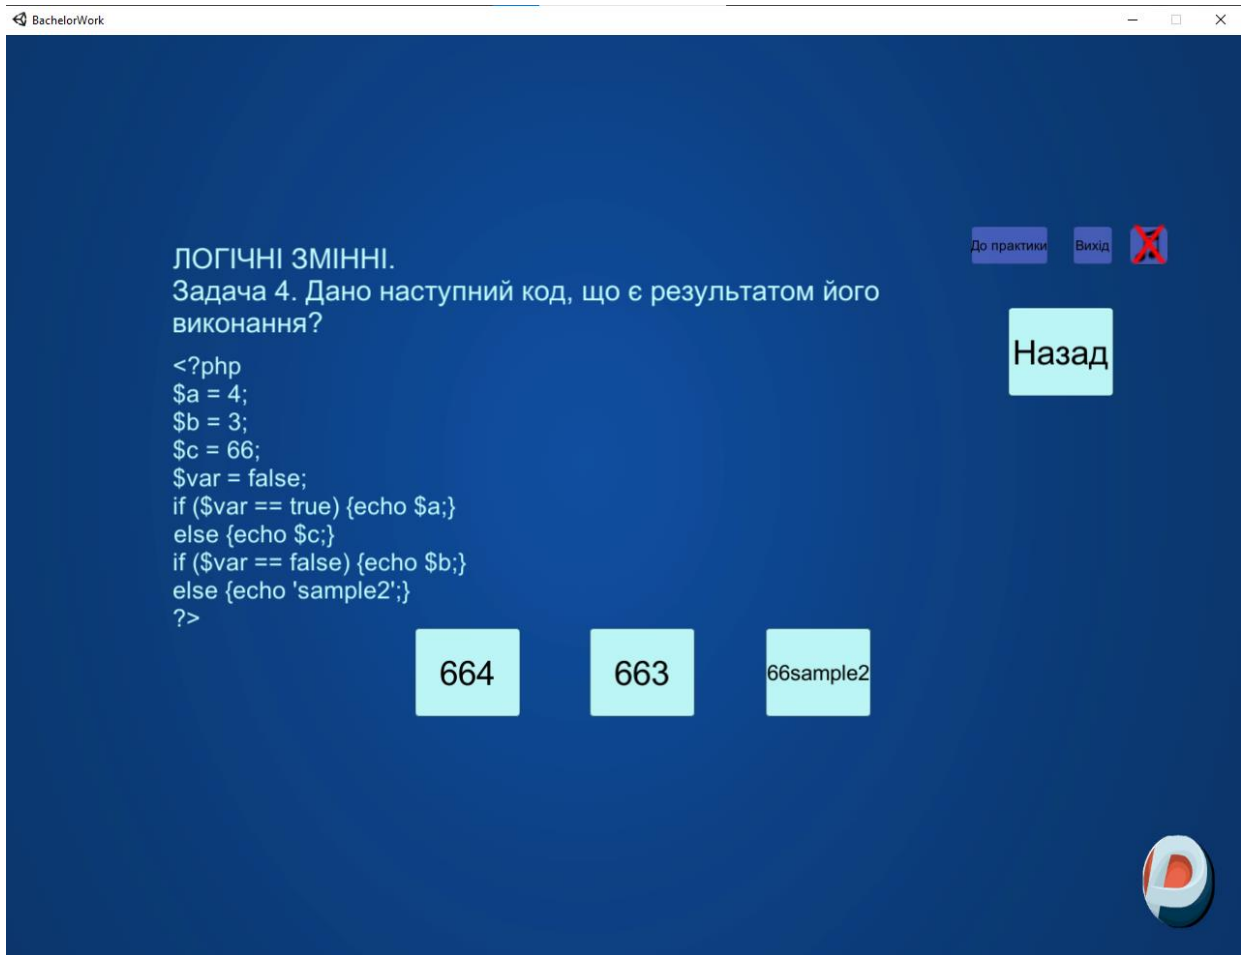 BachelorWork
ЛОГІЧНІ ЗМІННІ.
Задача 4. Дано наступний код, що є результатом його
виконання?
<?php
$a = 4;
$b = 3;
$c = 66;
$var = false;
if ($var == true) {echo $a;}
else {echo $c;}
if ($var == false) {echo $b;}
else {echo 'sample2';}
?>
До практики
Вихід
Назад
664
663
66sample2